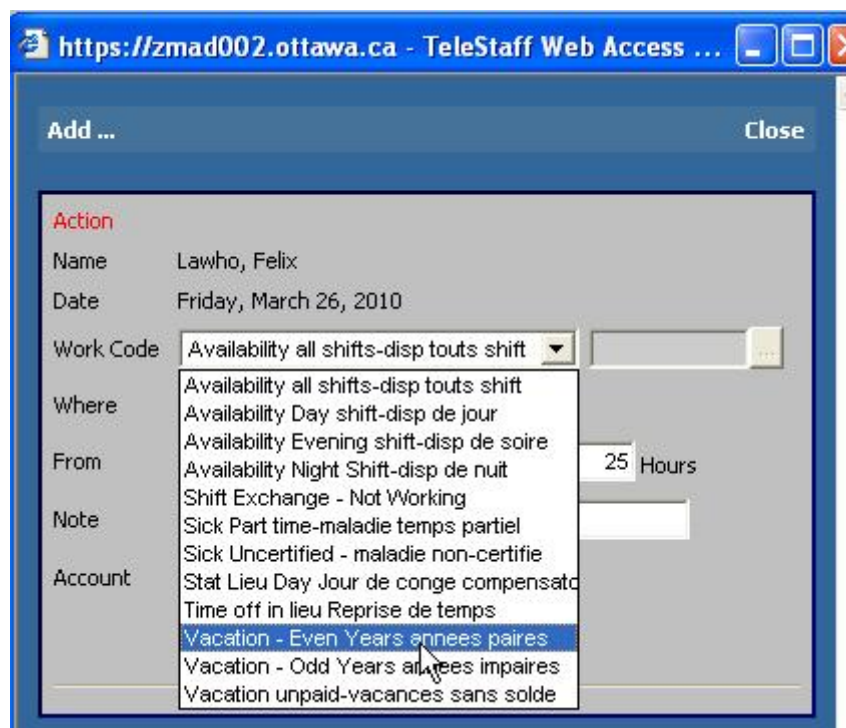 https://zmad002.ottawa.ca - TeleStaff Web Access ...
Add ... Close
Action
Name Lawho, Felix
Date Friday, March 26, 2010
Work Code Availability all shifts-disp touts shift ...
Availability all shifts-disp touts shift
Where Availability Day shift-disp de jour
Availability Evening shift-disp de soire
From Availability Night Shift-disp de nuit 25 Hours
Shift Exchange - Not Working
Note Sick Part time-maladie temps partiel
Sick Uncertified - maladie non-certifie
Account Stat Lieu Day Jour de conge compensato
Time off in lieu Reprise de temps
Vacation - Even Years annees paires
Vacation - Odd Years annees impaires
Vacation unpaid-vacances sans solde